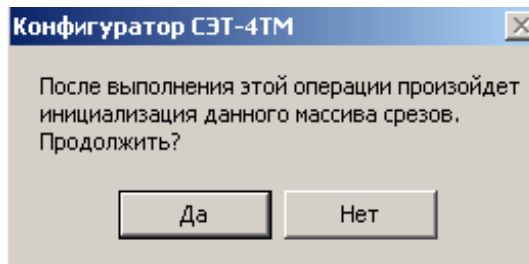 Конфигуратор СЭТ-4ТМ
После выполнения этой операции произойдет
инициализация данного массива срезов.
Продолжить?
Да
Нет